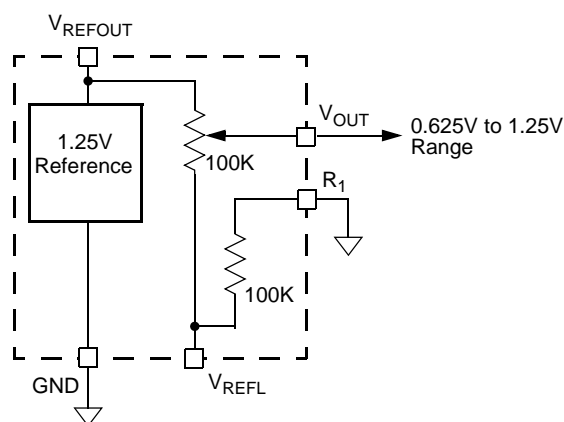 V_REFOUT
1.25V
Reference
100K
V_OUT
0.625V to 1.25V
Range
R_1
100K
GND
V_REFL